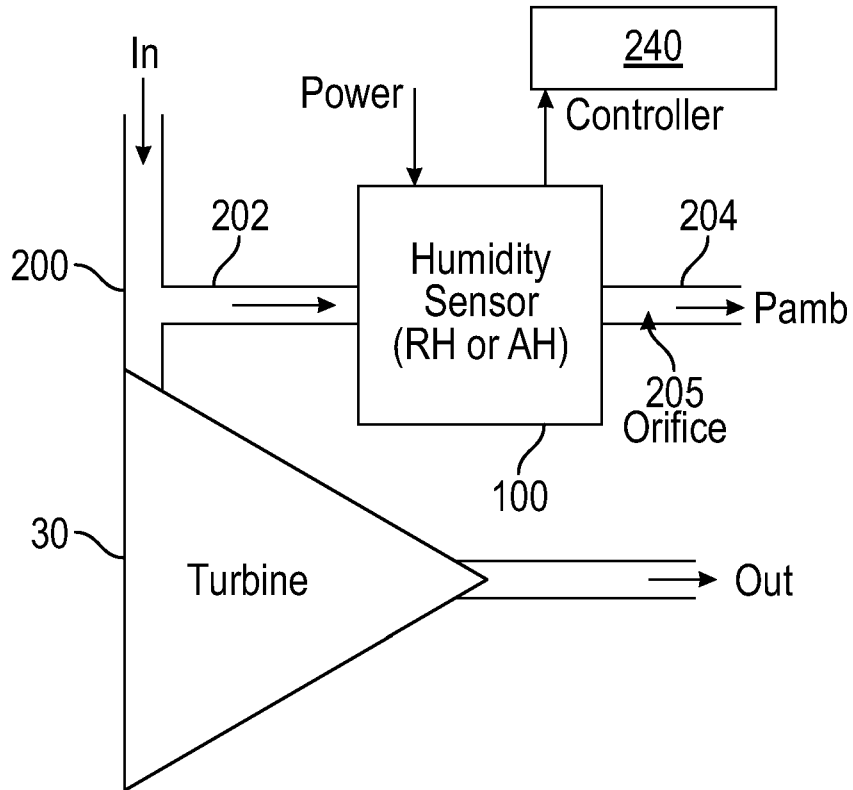 In
240
Power
Controller
202
204
200
Humidity
Sensor
(RH or AH)
Pamb
205
Orifice
100
30
Turbine
Out